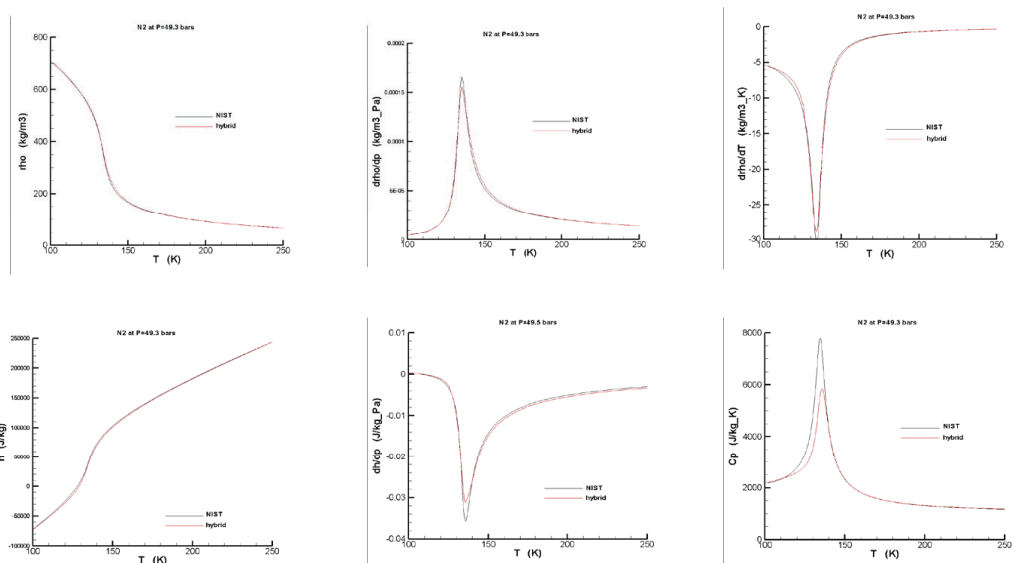 N2 at P=49.3 bars
800
600
400
200
0
100
150
200
250
rho (kg/m3)
T (K)
NIST
hybrid
N2 at P=49.3 bars
0.0002
0.00015
0.0001
5E-05
0
100
150
200
250
drho/dp (kg/m3_Pa)
T (K)
NIST
hybrid
N2 at P=49.3 bars
0
-5
-10
-15
-20
-25
-30
100
150
200
250
drho/dT (kg/m3_K)
T (K)
NIST
hybrid
N2 at P=49.3 bars
250000
200000
150000
100000
50000
0
-50000
-100000
100
150
200
250
h (J/kg)
T (K)
NIST
hybrid
N2 at P=49.5 bars
0.01
0
-0.01
-0.02
-0.03
-0.04
100
150
200
250
dh/dp (J/kg_Pa)
T (K)
NIST
hybrid
N2 at P=49.3 bars
8000
6000
4000
2000
0
100
150
200
250
Cp (J/kg_K)
T (K)
NIST
hybrid